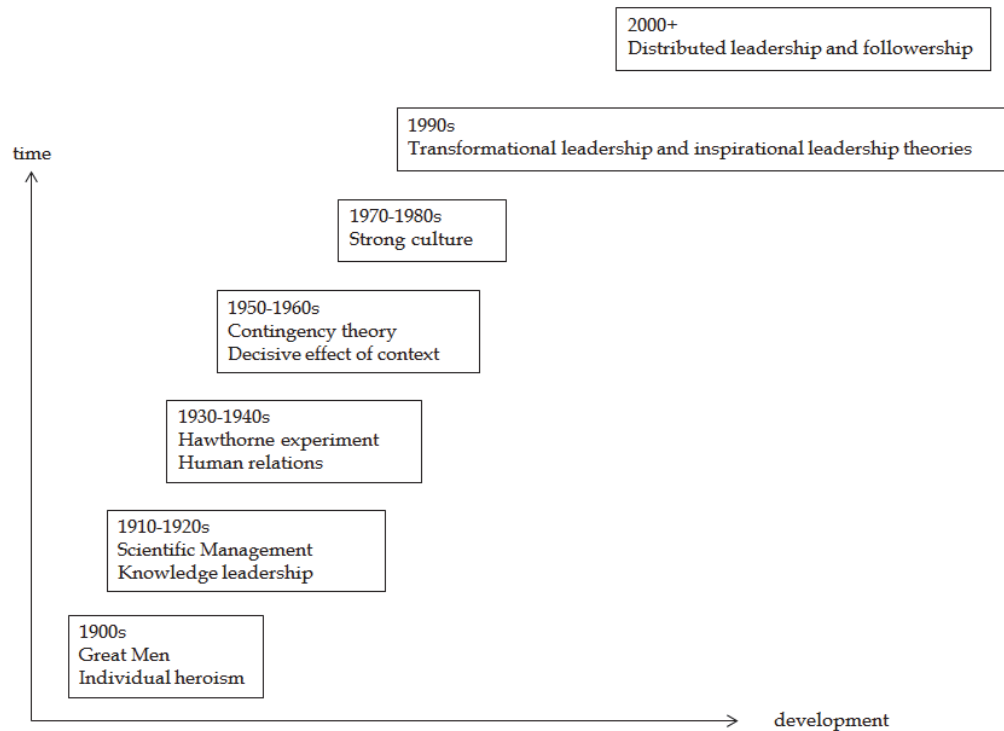 2000+
Distributed leadership and followership
1990s
Transformational leadership and inspirational leadership theories
time
1970-1980s
Strong culture
1950-1960s
Contingency theory
Decisive effect of context
1930-1940s
Hawthorne experiment
Human relations
1910-1920s
Scientific Management
Knowledge leadership
1900s
Great Men
Individual heroism
development